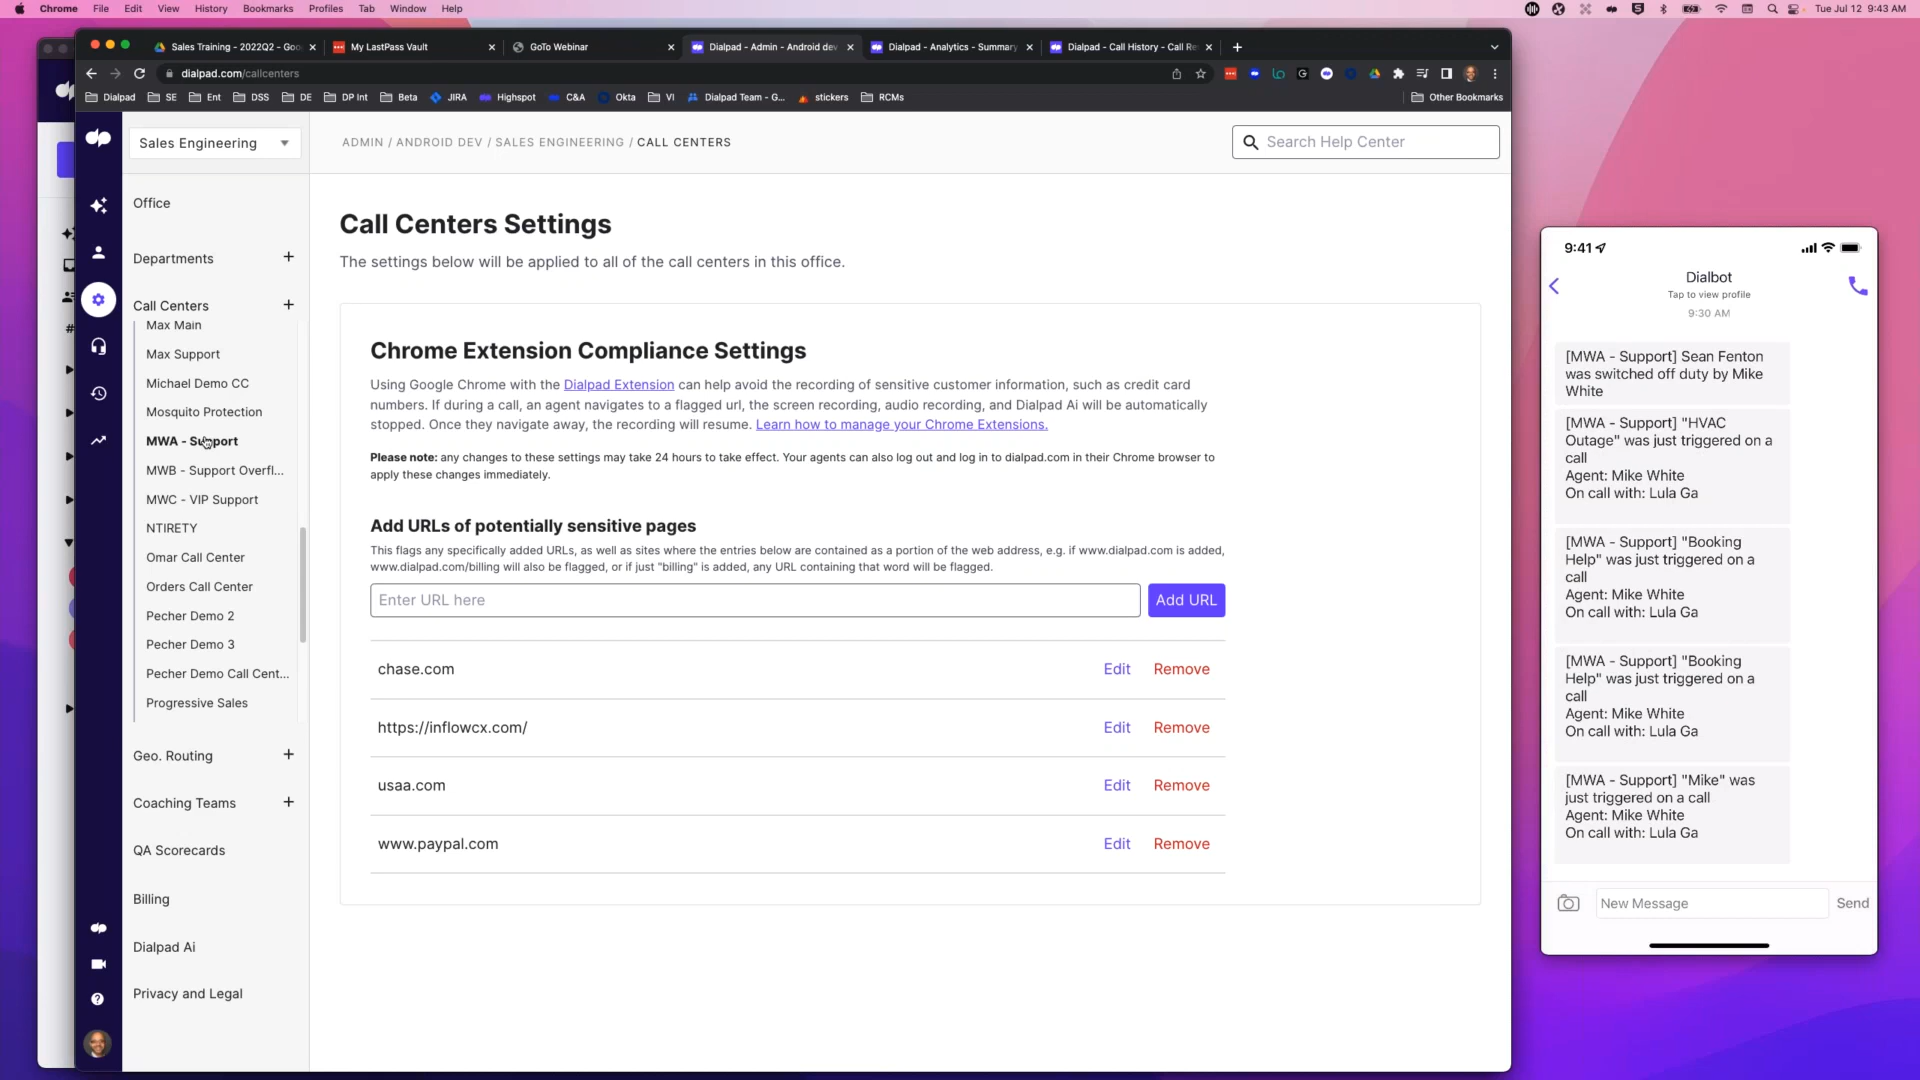 Chrome File Edit View History Bookmarks Profiles Tab Window Help
Tue Jul 12 9:43 AM
Sales Training - 2022Q2 - Goo
My LastPass Vault
GoTo Webinar
Dialpad - Admin - Android dev
Dialpad - Analytics - Summary
Dialpad - Call History - Call Re
dialpad.com/callcenters
Dialpad SE Ent DSS DE DP Int Beta JIRA Highspot C&A Okta VI Dialpad Team - G... stickers RCMs Other Bookmarks
Sales Engineering
ADMIN / ANDROID DEV / SALES ENGINEERING / CALL CENTERS
Search Help Center
Office
Departments
Call Centers
Max Main
Max Support
Michael Demo CC
Mosquito Protection
MWA - Support
MWB - Support Overfl...
MWC - VIP Support
NTIRETY
Omar Call Center
Orders Call Center
Pecher Demo 2
Pecher Demo 3
Pecher Demo Call Cent...
Progressive Sales
Geo. Routing
Coaching Teams
QA Scorecards
Billing
Dialpad Ai
Privacy and Legal
Call Centers Settings
The settings below will be applied to all of the call centers in this office.
Chrome Extension Compliance Settings
Using Google Chrome with the Dialpad Extension can help avoid the recording of sensitive customer information, such as credit card
numbers. If during a call, an agent navigates to a flagged url, the screen recording, audio recording, and Dialpad Ai will be automatically
stopped. Once they navigate away, the recording will resume. Learn how to manage your Chrome Extensions.
Please note: any changes to these settings may take 24 hours to take effect. Your agents can also log out and log in to dialpad.com in their Chrome browser to
apply these changes immediately.
Add URLs of potentially sensitive pages
This flags any specifically added URLs, as well as sites where the entries below are contained as a portion of the web address, e.g. if www.dialpad.com is added,
www.dialpad.com/billing will also be flagged, or if just "billing" is added, any URL containing that word will be flagged.
Enter URL here
Add URL
chase.com Edit Remove
https://inflowcx.com/ Edit Remove
usaa.com Edit Remove
www.paypal.com Edit Remove
9:41
Dialbot
Tap to view profile
9:30 AM
[MWA - Support] Sean Fenton
was switched off duty by Mike
White
[MWA - Support] "HVAC
Outage" was just triggered on a
call
Agent: Mike White
On call with: Lula Ga
[MWA - Support] "Booking
Help" was just triggered on a
call
Agent: Mike White
On call with: Lula Ga
[MWA - Support] "Booking
Help" was just triggered on a
call
Agent: Mike White
On call with: Lula Ga
[MWA - Support] "Mike" was
just triggered on a call
Agent: Mike White
On call with: Lula Ga
New Message
Send